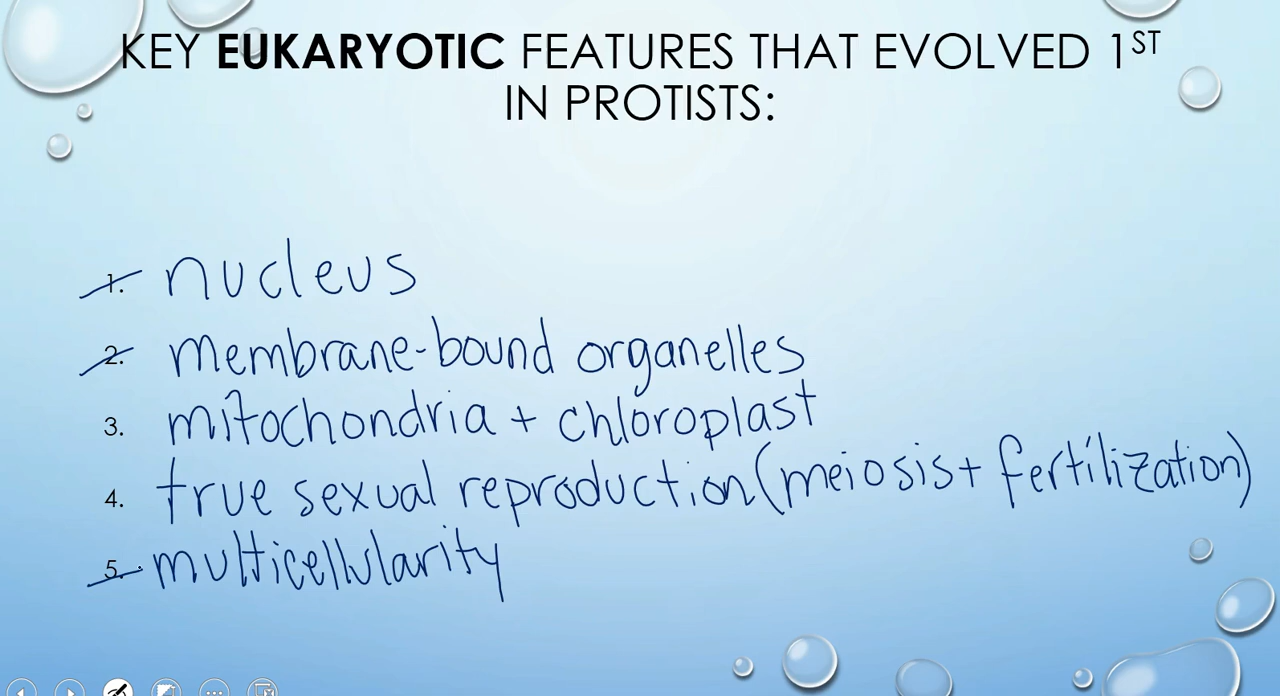 KEY EUKARYOTIC FEATURES THAT EVOLVED 1ST
IN PROTISTS:
1. nucleus
2. membrane-bound organelles
3. mitochondria + chloroplast
4. true sexual reproduction (meiosis + fertilization)
5. multicellularity